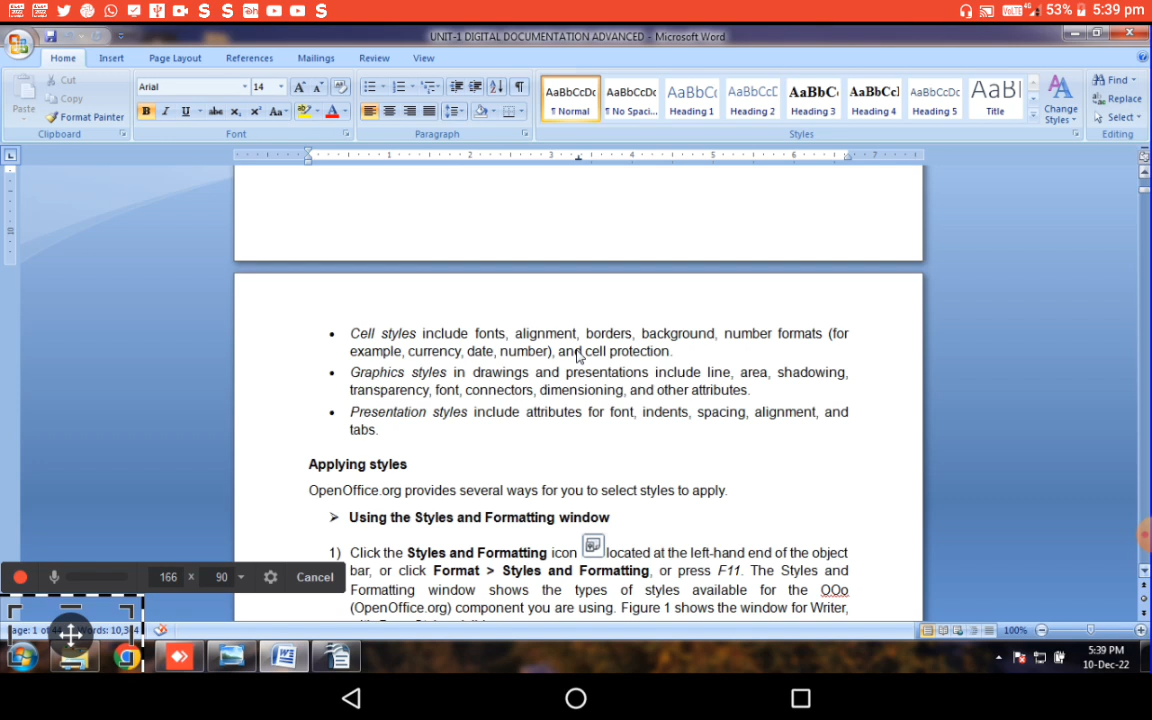 53% 5:39 pm
UNIT-1 DIGITAL DOCUMENTATION ADVANCED - Microsoft Word
Home Insert Page Layout References Mailings Review View
Cut
Copy
Paste
Format Painter
Clipboard
Arial 14
Font
Paragraph
AaBbCcDc AaBbCcDc AaBbC( AaBbCcC AaBbC( AaBbCcl AaBbCcDc AaBl
¶ Normal ¶ No Spaci... Heading 1 Heading 2 Heading 3 Heading 4 Heading 5 Title
Change Styles
Styles
Find
Replace
Select
Editing
1 2 3 4 5 6 7
• Cell styles include fonts, alignment, borders, background, number formats (for
example, currency, date, number), and cell protection.
• Graphics styles in drawings and presentations include line, area, shadowing,
transparency, font, connectors, dimensioning, and other attributes.
• Presentation styles include attributes for font, indents, spacing, alignment, and
tabs.
Applying styles
OpenOffice.org provides several ways for you to select styles to apply.
➢ Using the Styles and Formatting window
1) Click the Styles and Formatting icon located at the left-hand end of the object
bar, or click Format > Styles and Formatting, or press F11. The Styles and
Formatting window shows the types of styles available for the OOo
(OpenOffice.org) component you are using. Figure 1 shows the window for Writer,
166 x 90 Cancel
100%
5:39 PM
10-Dec-22